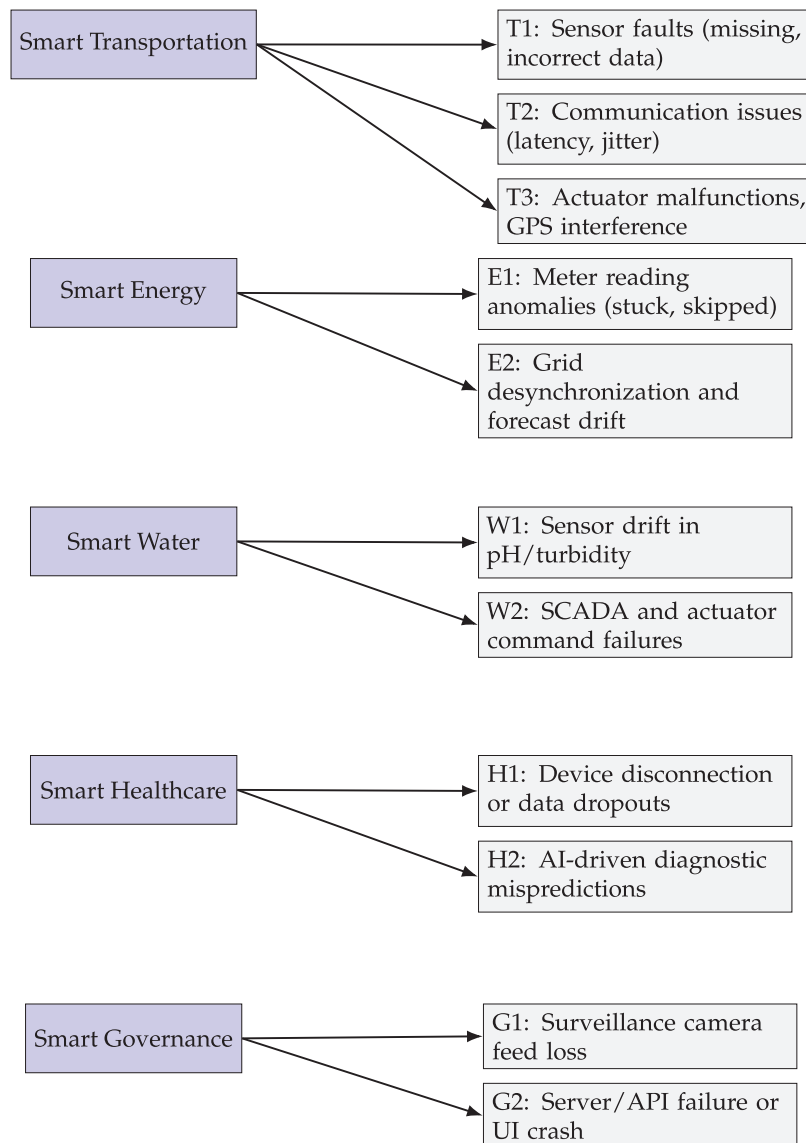 Smart Transportation
T1: Sensor faults (missing,
incorrect data)
T2: Communication issues
(latency, jitter)
T3: Actuator malfunctions,
GPS interference
Smart Energy
E1: Meter reading
anomalies (stuck, skipped)
E2: Grid
desynchronization and
forecast drift
Smart Water
W1: Sensor drift in
pH/turbidity
W2: SCADA and actuator
command failures
Smart Healthcare
H1: Device disconnection
or data dropouts
H2: AI-driven diagnostic
mispredictions
Smart Governance
G1: Surveillance camera
feed loss
G2: Server/API failure or
UI crash